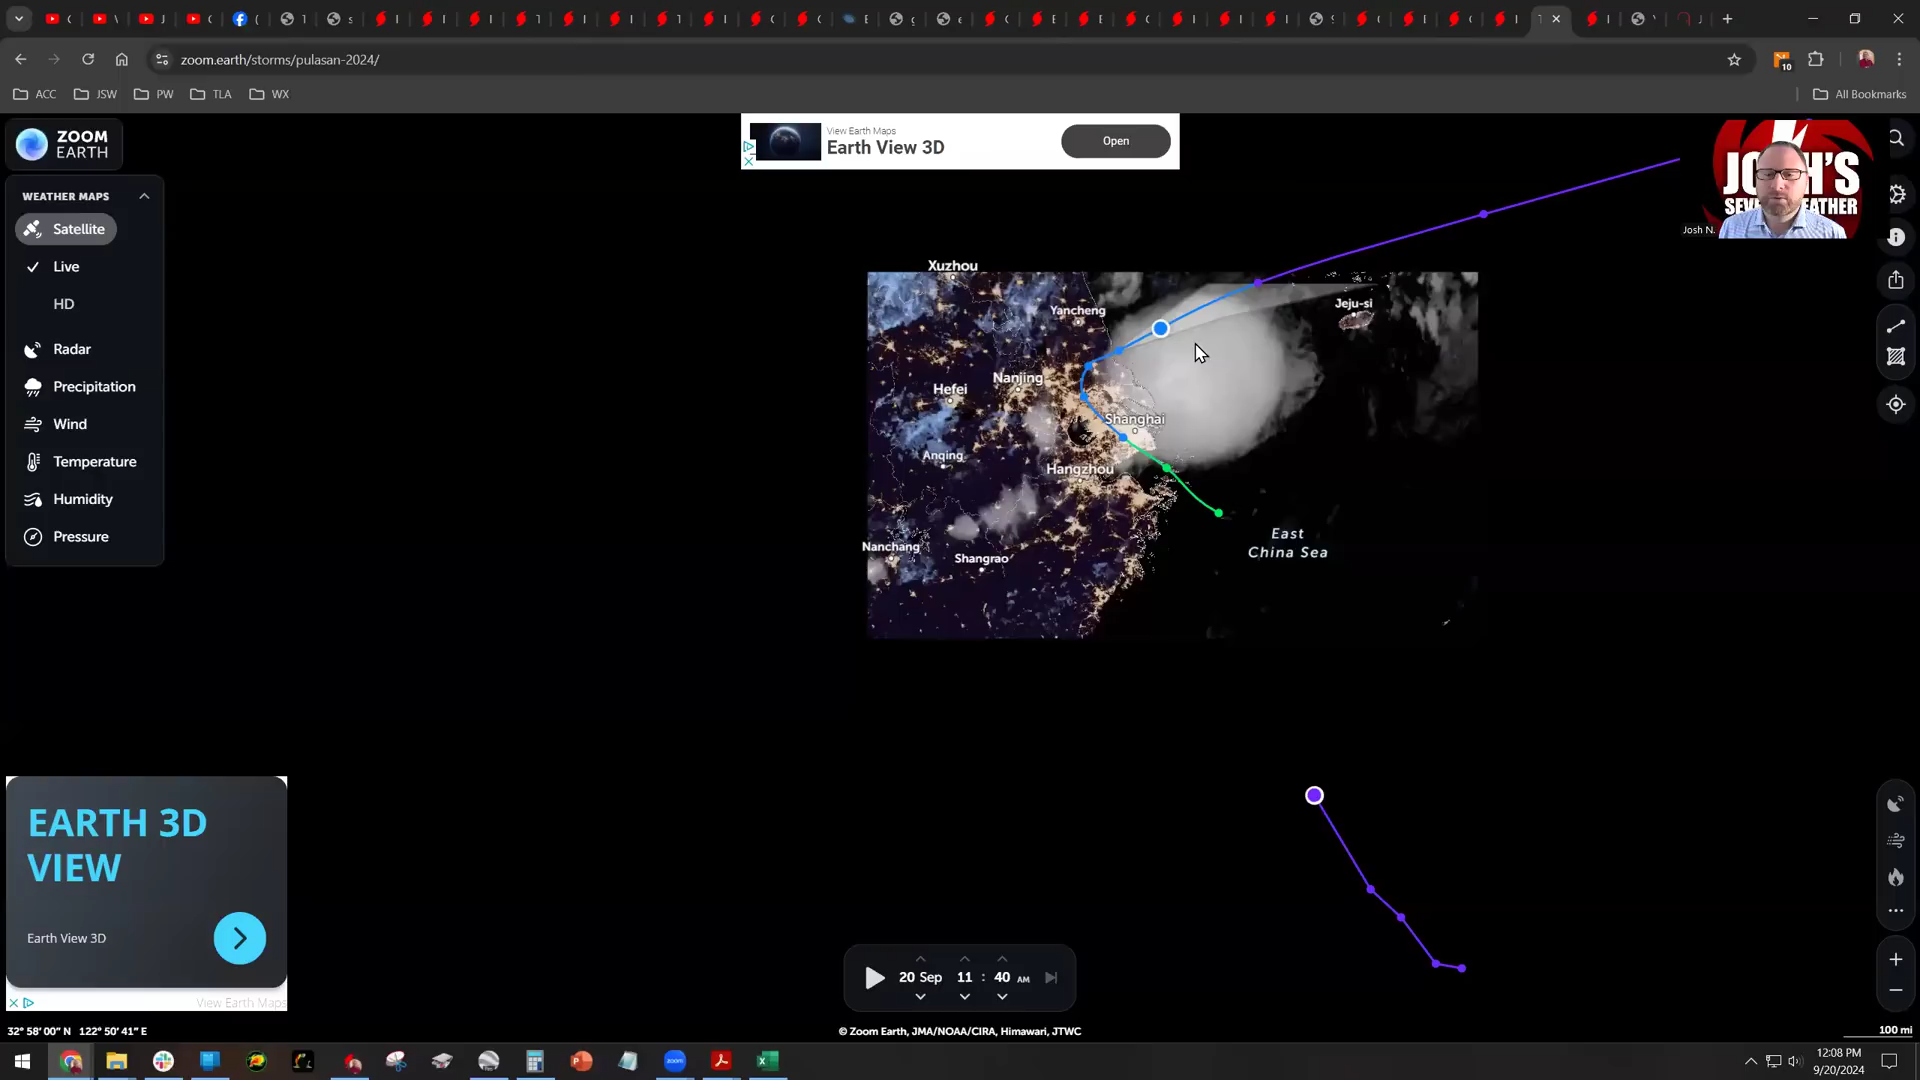 zoom.earth/storms/pulasan-2024/
10
ACC
JSW
PW
TLA
WX
All Bookmarks
ZOOM
EARTH
View Earth Maps
Earth View 3D
Open
WEATHER MAPS
Satellite
Live
HD
Radar
Precipitation
Wind
Temperature
Humidity
Pressure
Josh N.
Xuzhou
Yancheng
Jeju-si
Nanjing
Hefei
Shanghai
Anqing
Hangzhou
East
China Sea
Nanchang
Shangrao
EARTH 3D
VIEW
Earth View 3D
View Earth Maps
20 Sep 11 : 40 AM
32° 58' 00" N 122° 50' 41" E
© Zoom Earth, JMA/NOAA/CIRA, Himawari, JTWC
100 mi
zoom
12:08 PM
9/20/2024